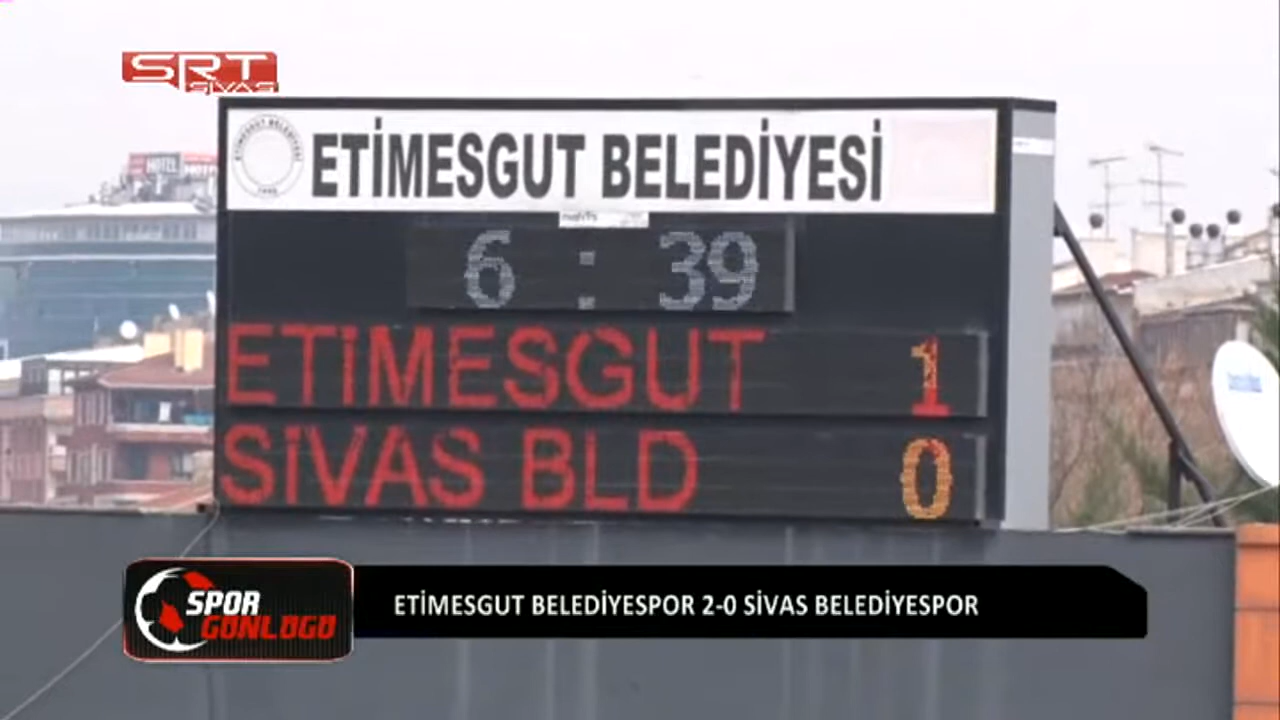 SRT
SİVAS
HOTEL
ETİMESGUT BELEDİYESİ
6 : 39
ETİMESGUT 1
SİVAS BLD 0
SPOR
GÜNLÜĞÜ
ETİMESGUT BELEDİYESPOR 2-0 SİVAS BELEDİYESPOR